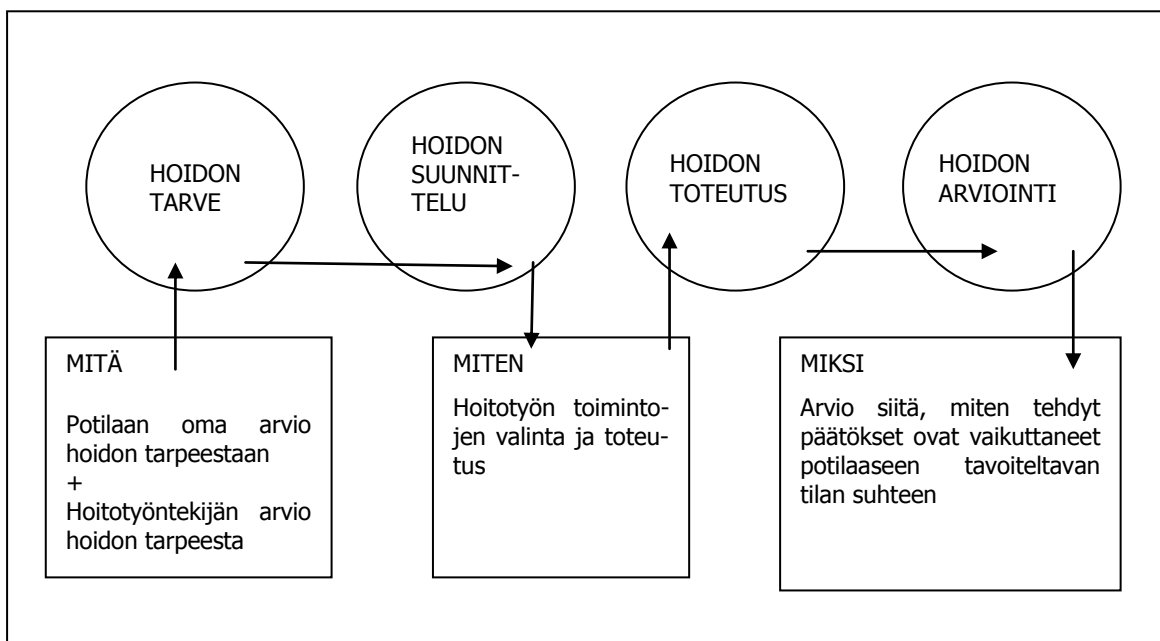 HOIDON
TARVE
HOIDON
SUUNNIT-
TELU
HOIDON
TOTEUTUS
HOIDON
ARVIOINTI
MITÄ
Potilaan oma arvio
hoidon tarpeestaan
+
Hoitotyöntekijän arvio
hoidon tarpeesta
MITEN
Hoitotyön toiminto-
jen valinta ja toteu-
tus
MIKSI
Arvio siitä, miten tehdyt
päätökset ovat vaikuttaneet
potilaaseen tavoiteltavan
tilan suhteen